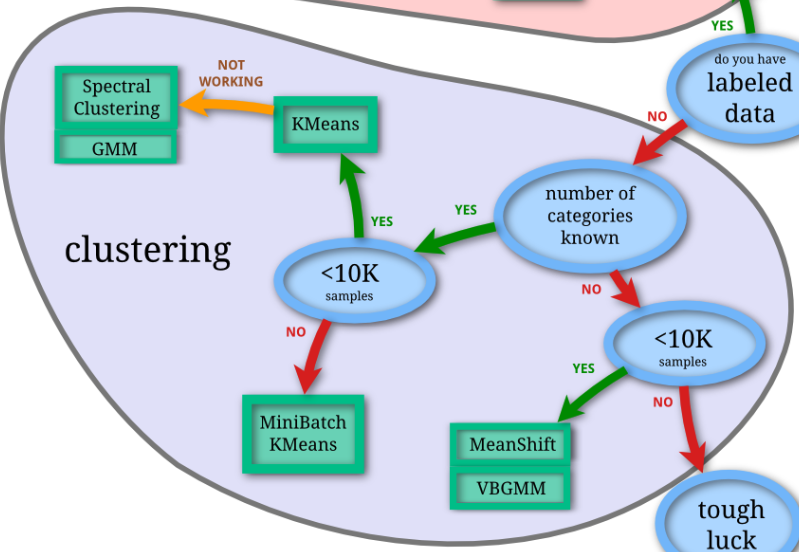 YES
do you have
labeled
data
NO
NOT
WORKING
Spectral
Clustering
GMM
KMeans
number of
categories
known
YES
YES
clustering
<10K
samples
NO
NO
<10K
samples
YES
NO
MiniBatch
KMeans
MeanShift
VBGMM
tough
luck